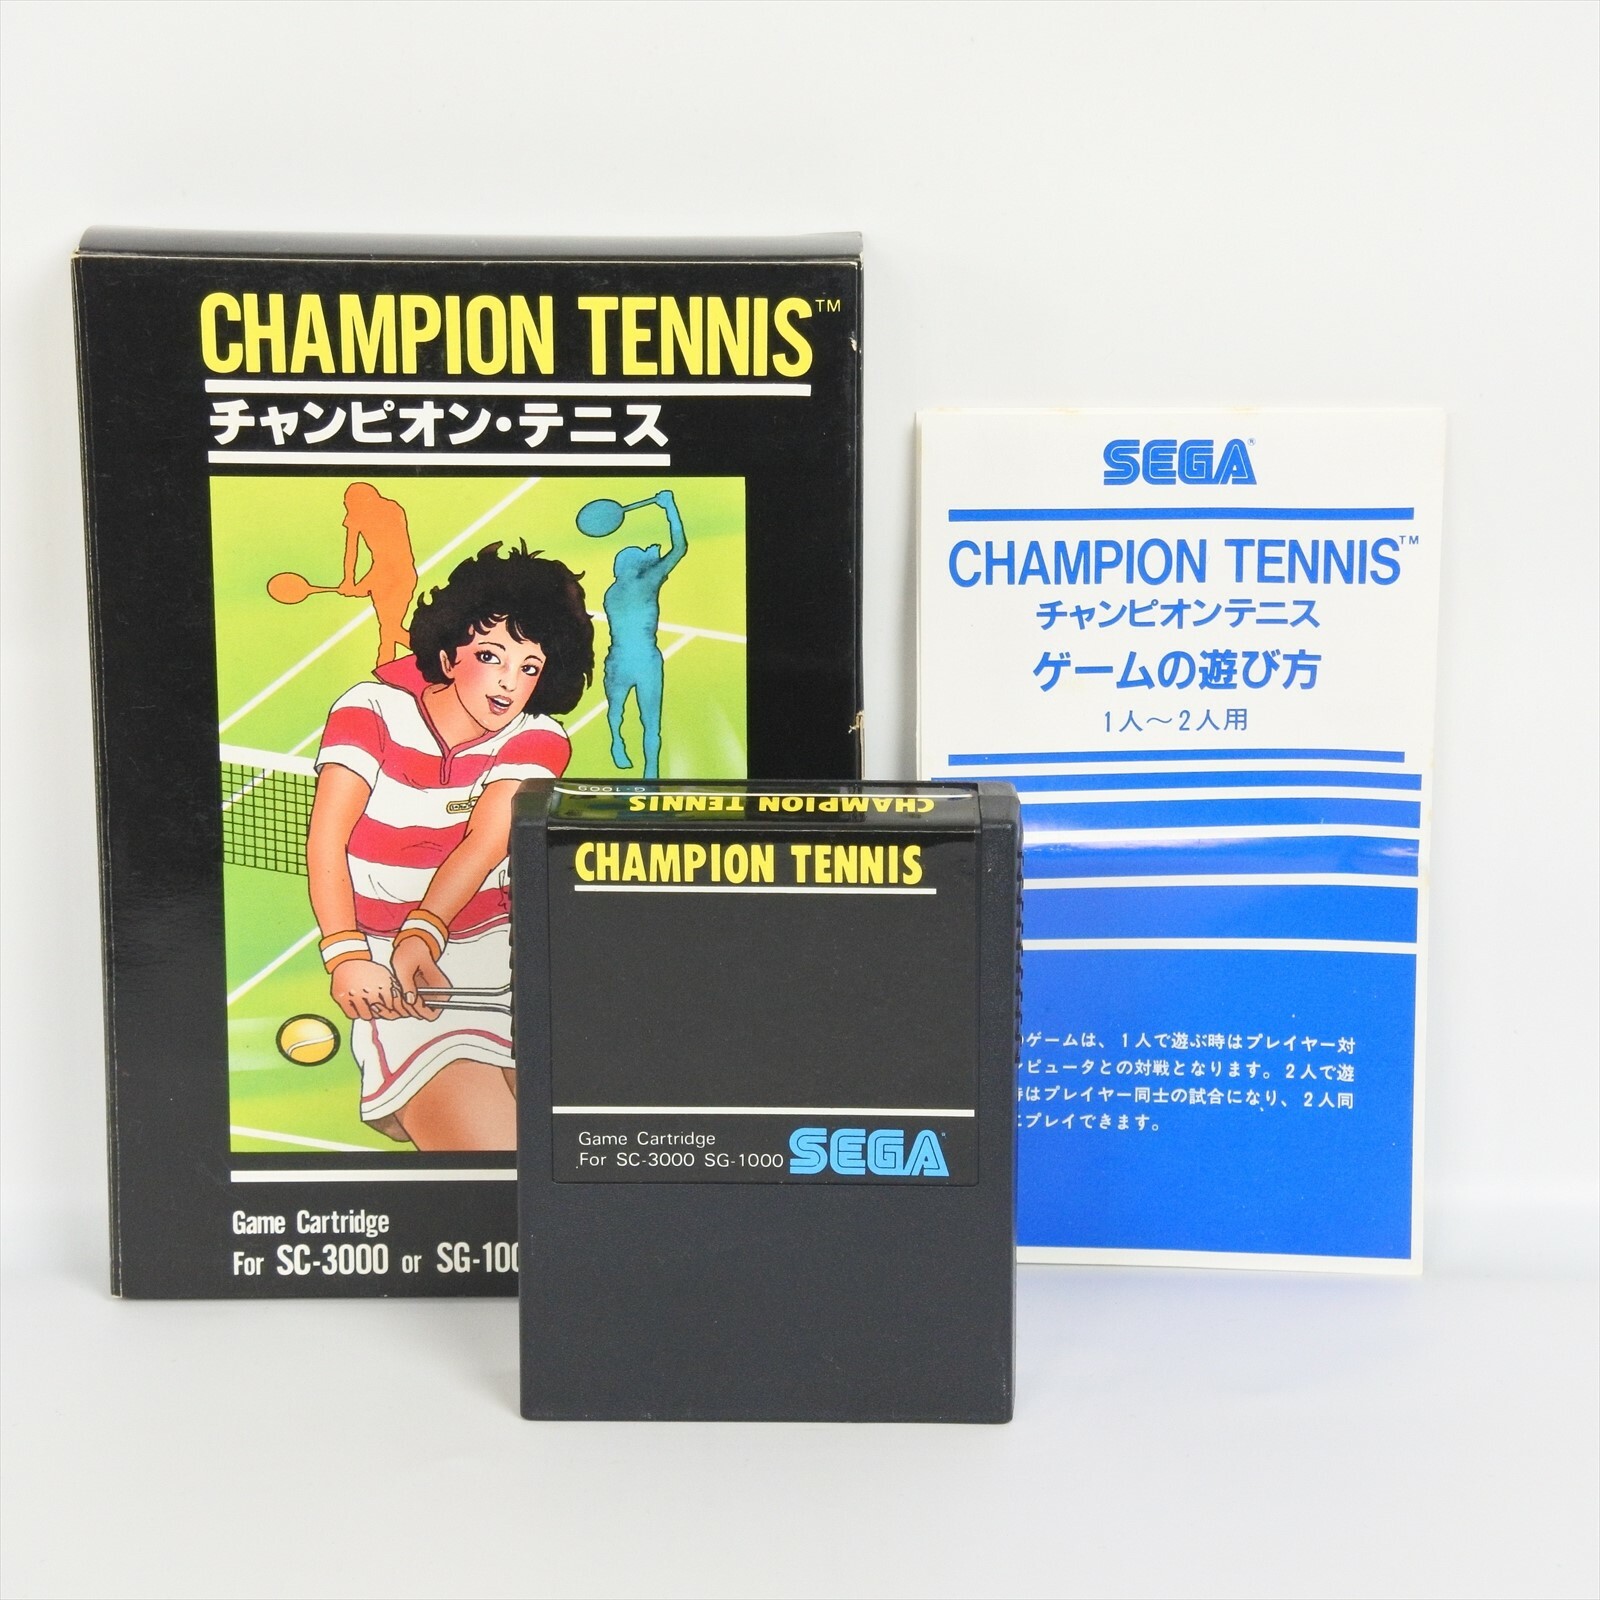 CHAMPION TENNIS™
チャンピオン・テニス
Game Cartridge
For SC-3000 or SG-100
G-1009
CHAMPION TENNIS
CHAMPION TENNIS
Game Cartridge
For SC-3000 SG-1000 SEGA
SEGA®
CHAMPION TENNIS™
チャンピオンテニス
ゲームの遊び方
1人〜2人用
ゲームは、1人で遊ぶ時はプレイヤー対
ピュータとの対戦となります。2人で遊
はプレイヤー同士の試合になり、2人同
プレイできます。